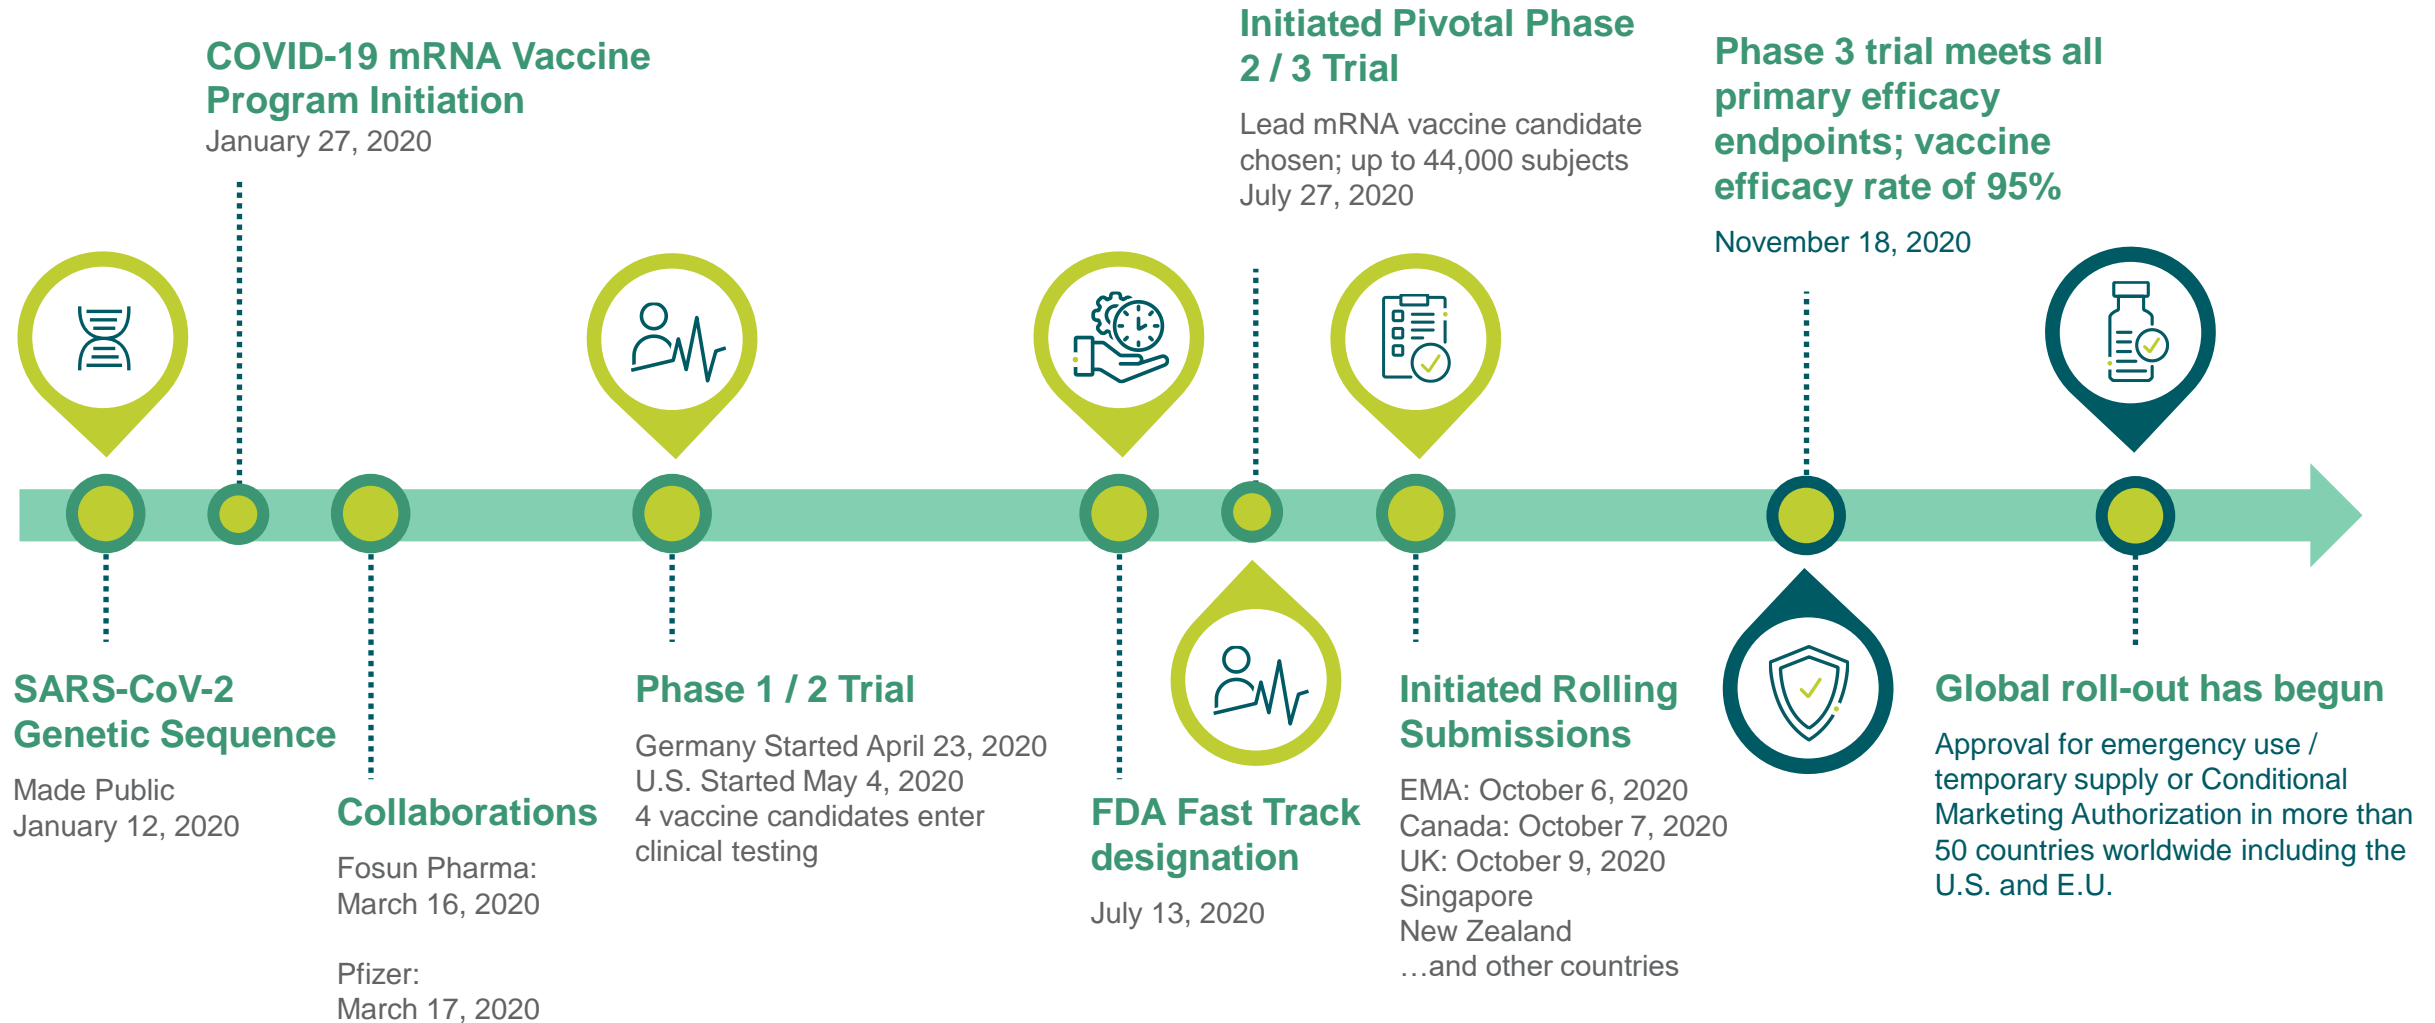 COVID-19 mRNA Vaccine
Program Initiation
January 27, 2020
Initiated Pivotal Phase
2 / 3 Trial
Lead mRNA vaccine candidate
chosen; up to 44,000 subjects
July 27, 2020
Phase 3 trial meets all
primary efficacy
endpoints; vaccine
efficacy rate of 95%
November 18, 2020
SARS-CoV-2
Genetic Sequence
Made Public
January 12, 2020
Collaborations
Fosun Pharma:
March 16, 2020
Pfizer:
March 17, 2020
Phase 1 / 2 Trial
Germany Started April 23, 2020
U.S. Started May 4, 2020
4 vaccine candidates enter
clinical testing
FDA Fast Track
designation
July 13, 2020
Initiated Rolling
Submissions
EMA: October 6, 2020
Canada: October 7, 2020
UK: October 9, 2020
Singapore
New Zealand
…and other countries
Global roll-out has begun
Approval for emergency use /
temporary supply or Conditional
Marketing Authorization in more than
50 countries worldwide including the
U.S. and E.U.